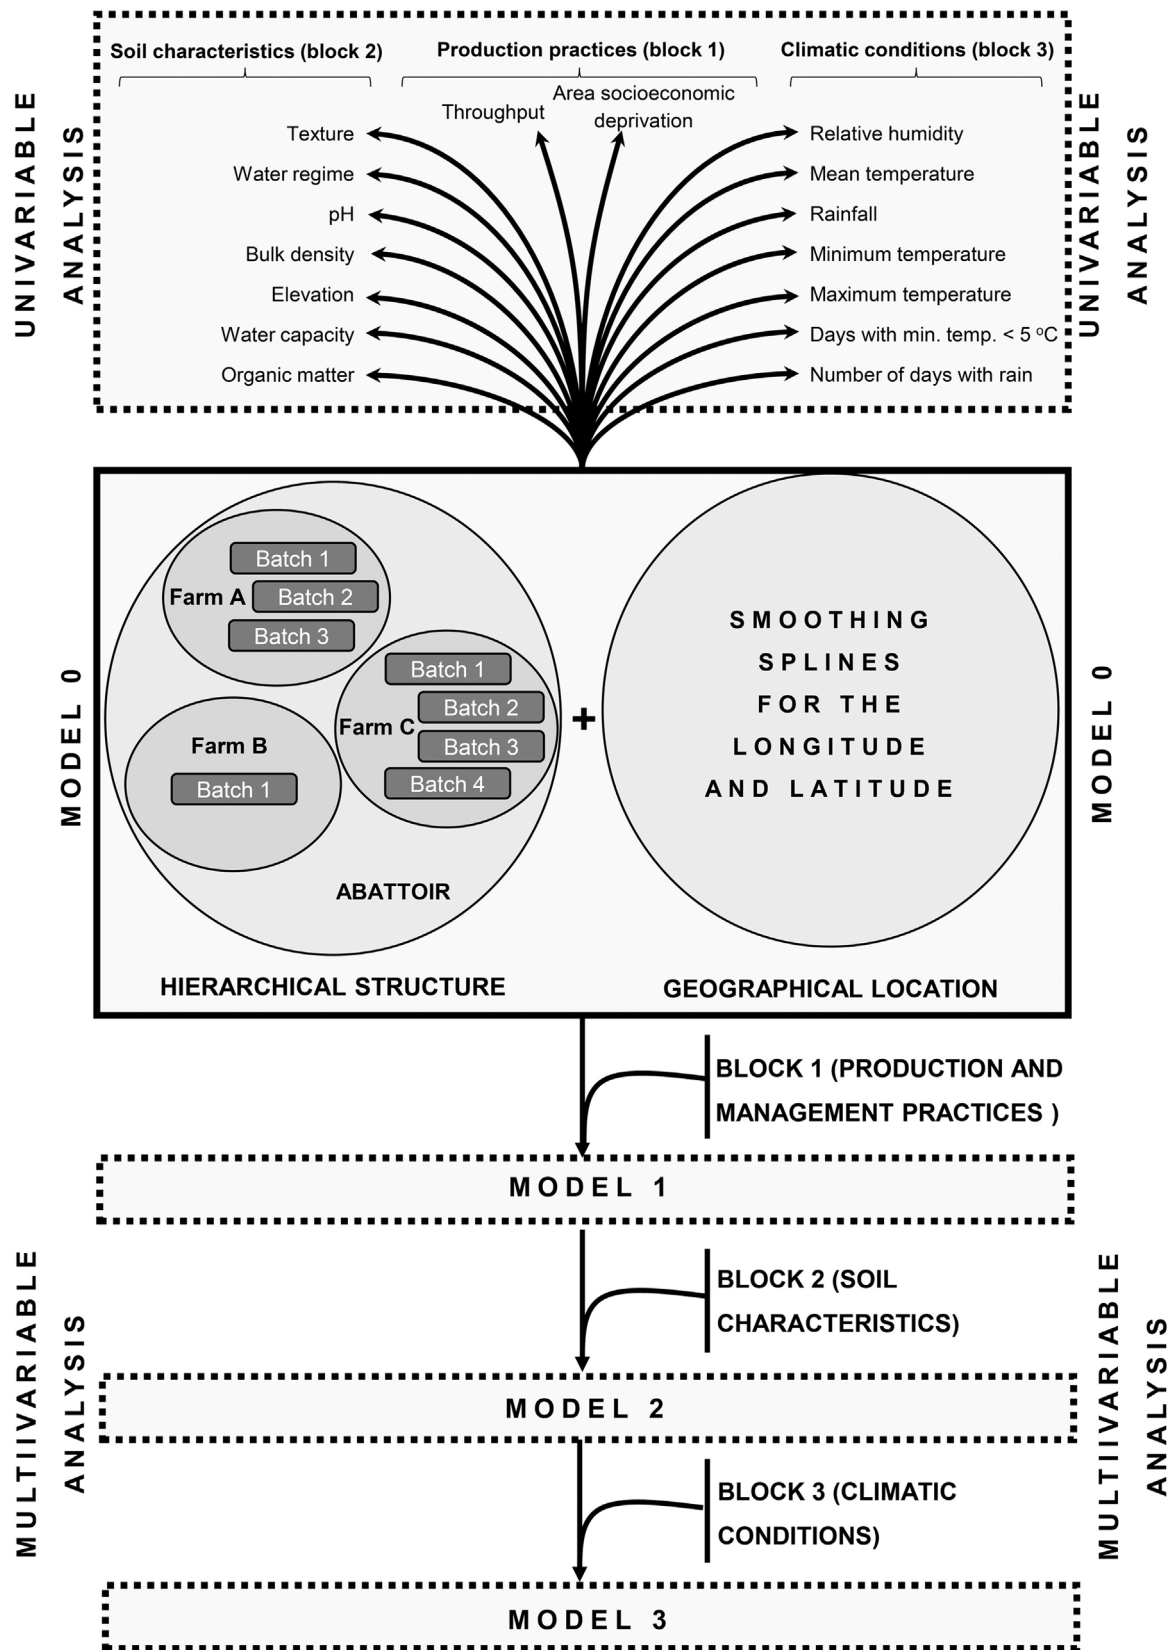 Soil characteristics (block 2)
Production practices (block 1)
Climatic conditions (block 3)
UNIVARIABLE
ANALYSIS
Throughput
Area socioeconomic
deprivation
Texture
Water regime
pH
Bulk density
Elevation
Water capacity
Organic matter
Relative humidity
Mean temperature
Rainfall
Minimum temperature
Maximum temperature
Days with min. temp. < 5 ºC
Number of days with rain
UNIVARIABLE
ANALYSIS
MODEL 0
Farm A
Batch 1
Batch 2
Batch 3
Farm B
Batch 1
Farm C
Batch 1
Batch 2
Batch 3
Batch 4
ABATTOIR
HIERARCHICAL STRUCTURE
+
SMOOTHING
SPLINES
FOR THE
LONGITUDE
AND LATITUDE
GEOGRAPHICAL LOCATION
MODEL 0
BLOCK 1 (PRODUCTION AND
MANAGEMENT PRACTICES )
MODEL 1
MULTIIVARIABLE
ANALYSIS
BLOCK 2 (SOIL
CHARACTERISTICS)
MODEL 2
BLOCK 3 (CLIMATIC
CONDITIONS)
MODEL 3
MULTIIVARIABLE
ANALYSIS